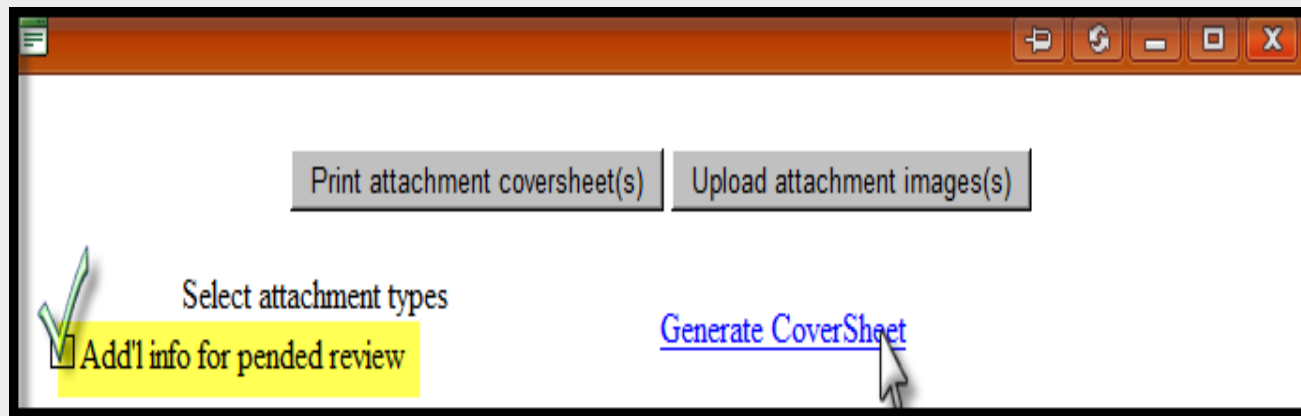 Print attachment coversheet(s) Upload attachment images(s)
Select attachment types
Generate CoverSheet
Add'l info for pended review